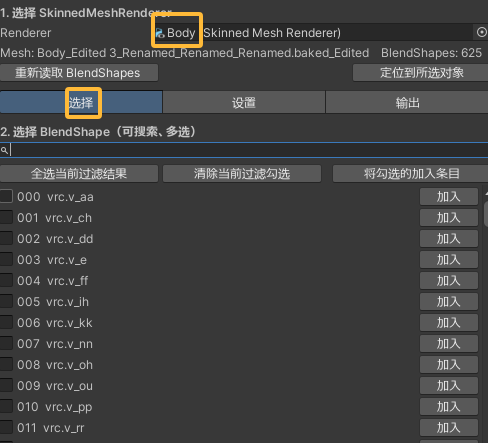 1. 选择 SkinnedMeshRenderer
Renderer Body (Skinned Mesh Renderer)
Mesh: Body_Edited 3_Renamed_Renamed_Renamed.baked_Edited BlendShapes: 625
重新读取 BlendShapes 定位到所选对象
选择 设置 输出
2. 选择 BlendShape（可搜索、多选）
全选当前过滤结果 清除当前过滤勾选 将勾选的加入条目
000 vrc.v_aa 加入
001 vrc.v_ch 加入
002 vrc.v_dd 加入
003 vrc.v_e 加入
004 vrc.v_ff 加入
005 vrc.v_ih 加入
006 vrc.v_kk 加入
007 vrc.v_nn 加入
008 vrc.v_oh 加入
009 vrc.v_ou 加入
010 vrc.v_pp 加入
011 vrc.v_rr 加入